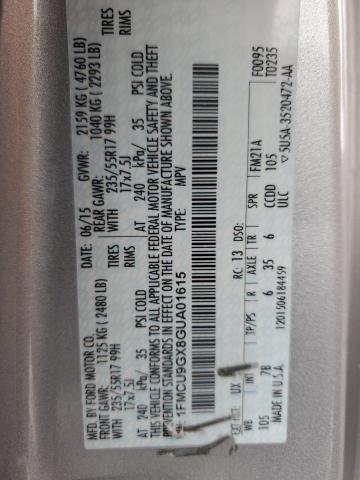 MFD. BY FORD MOTOR CO.
DATE: 06/15 GVWR: 2159 KG ( 4760 LB)
FRONT GAWR: 1125 KG ( 2480 LB) REAR GAWR: 1040 KG ( 2293 LB)
WITH 235/55R17 99H TIRES WITH 235/55R17 99H TIRES
17x7.5J RIMS 17x7.5J RIMS
AT 240 kPa/ 35 PSI COLD AT 240 kPa/ 35 PSI COLD
THIS VEHICLE CONFORMS TO ALL APPLICABLE FEDERAL MOTOR VEHICLE SAFETY AND THEFT
PREVENTION STANDARDS IN EFFECT ON THE DATE OF MANUFACTURE SHOWN ABOVE.
VIN: 1FMCU9GX8GUA01615 TYPE: MPV
F0095
T0235
EXT PNT: UX RC: 13 DSO:
WB INT TP/PS R AXLE TR SPR FM21A
105 7B 6 35 6 CCDD 105
MADE IN U.S.A. ULC
1201506184459 5U5A-3520472-AA